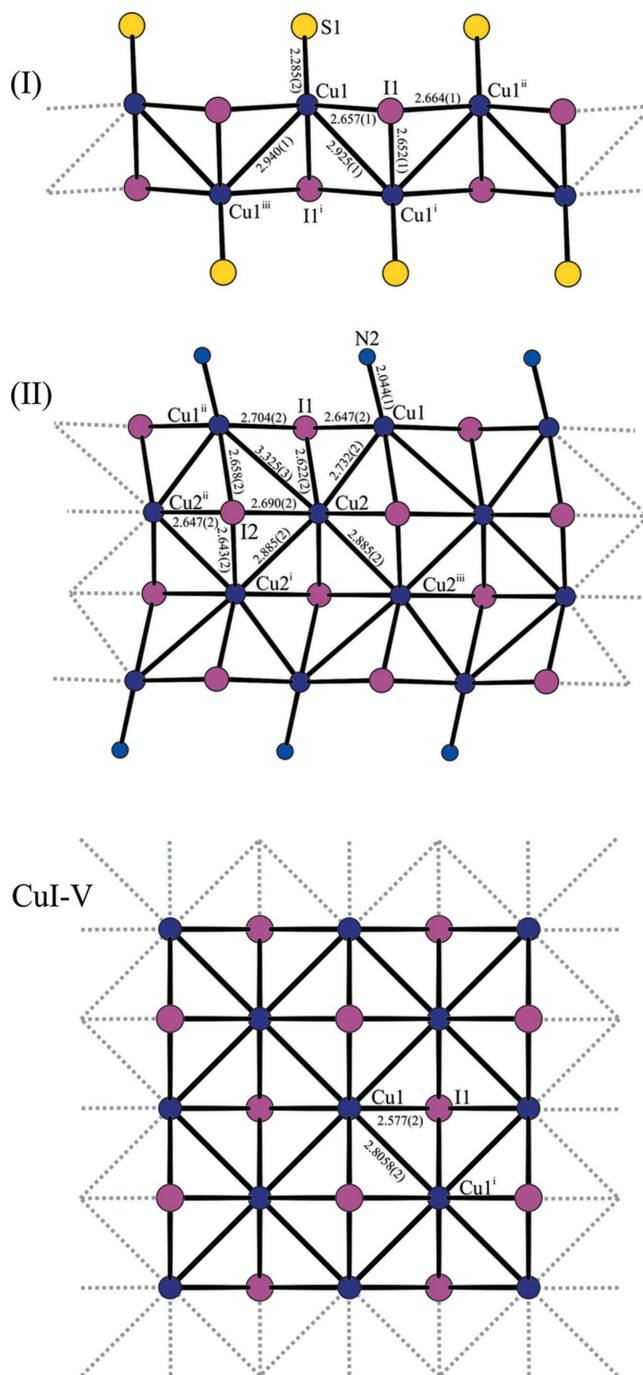 (I)
S1
2.285(2)
Cu1
I1
2.664(1)
Cu1ⁱⁱ
2.657(1)
2.940(1)
2.925(1)
2.652(1)
Cu1ⁱⁱⁱ
I1ⁱ
Cu1ⁱ
(II)
N2
2.044(1)
Cu1ⁱⁱ
2.704(2)
I1
2.647(2)
Cu1
2.658(2)
3.325(3)
2.622(2)
2.732(2)
Cu2ⁱⁱ
2.690(2)
Cu2
2.647(2)
I2
2.643(2)
2.885(2)
2.885(2)
Cu2ⁱ
Cu2ⁱⁱⁱ
CuI-V
Cu1
I1
2.577(2)
2.8058(2)
Cu1ⁱ